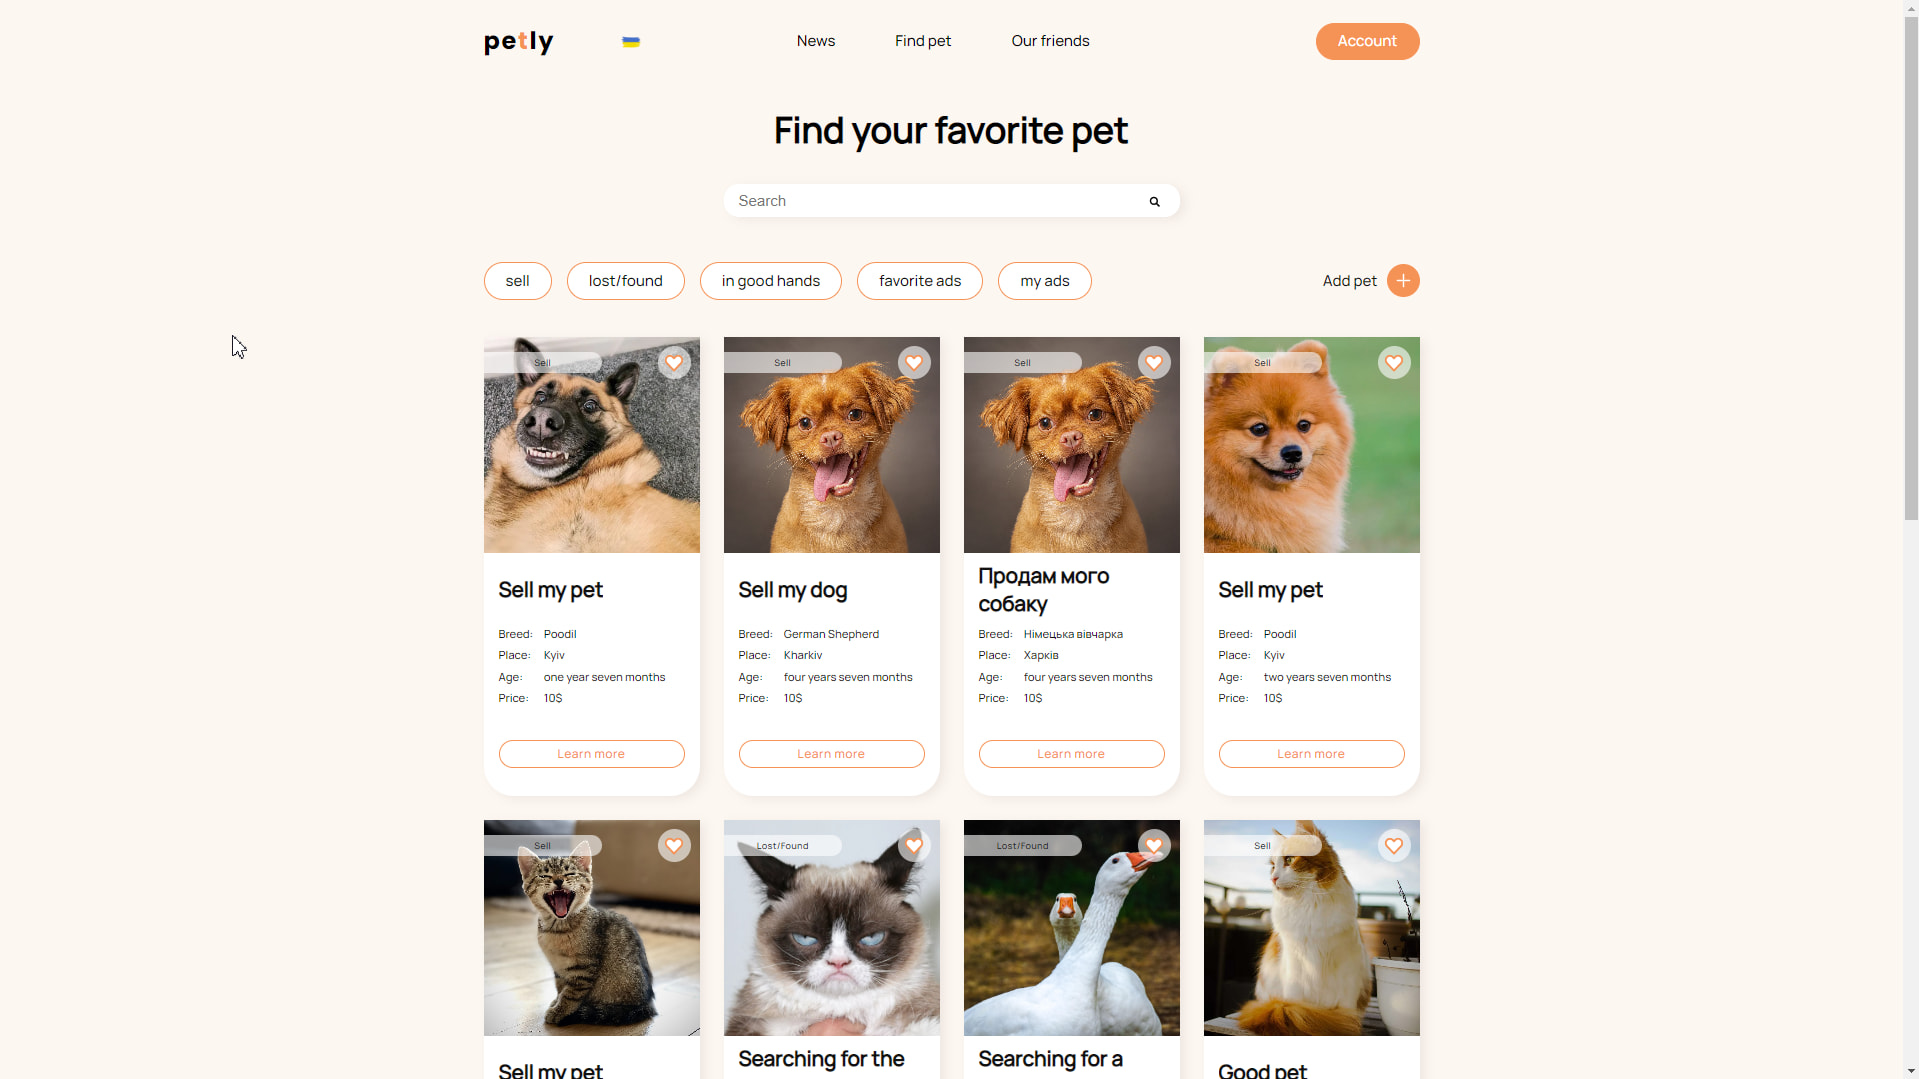 petly
News
Find pet
Our friends
Account
Find your favorite pet
Search
sell
lost/found
in good hands
favorite ads
my ads
Add pet
Sell
Sell
Sell
Sell
Sell my pet
Breed: Poodil
Place: Kyiv
Age: one year seven months
Price: 10$
Learn more
Sell my dog
Breed: German Shepherd
Place: Kharkiv
Age: four years seven months
Price: 10$
Learn more
Продам мого
собаку
Breed: Німецька вівчарка
Place: Харків
Age: four years seven months
Price: 10$
Learn more
Sell my pet
Breed: Poodil
Place: Kyiv
Age: two years seven months
Price: 10$
Learn more
Sell
Lost/Found
Lost/Found
Sell
Sell my pet
Searching for the
Searching for a
Good pet